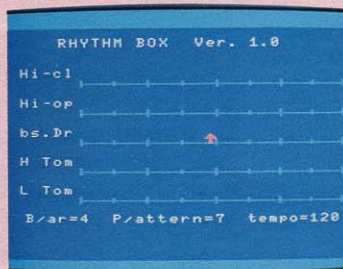 RHYTHM BOX Ver. 1.0
Hi-cl
Hi-op
bs.Dr
H Tom
L Tom
B/ar=4 P/attern=7 tempo=120